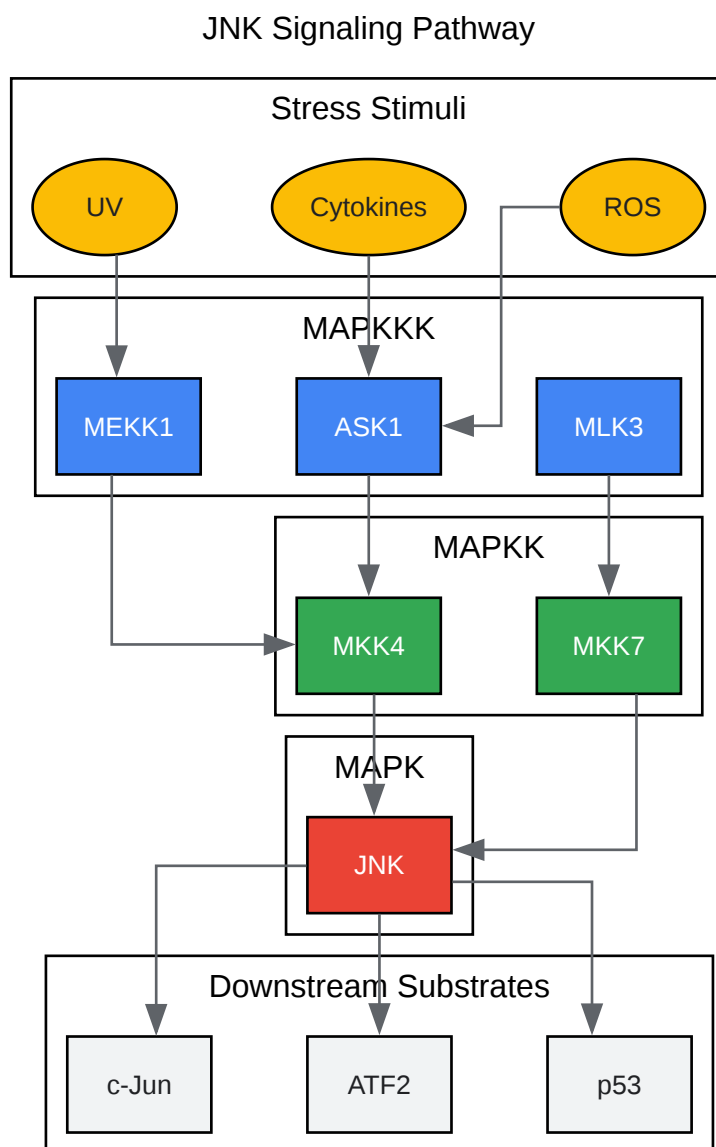 JNK Signaling Pathway
Stress Stimuli
UV
Cytokines
ROS
MAPKKK
MEKK1
ASK1
MLK3
MAPKK
MKK4
MKK7
MAPK
JNK
Downstream Substrates
c-Jun
ATF2
p53